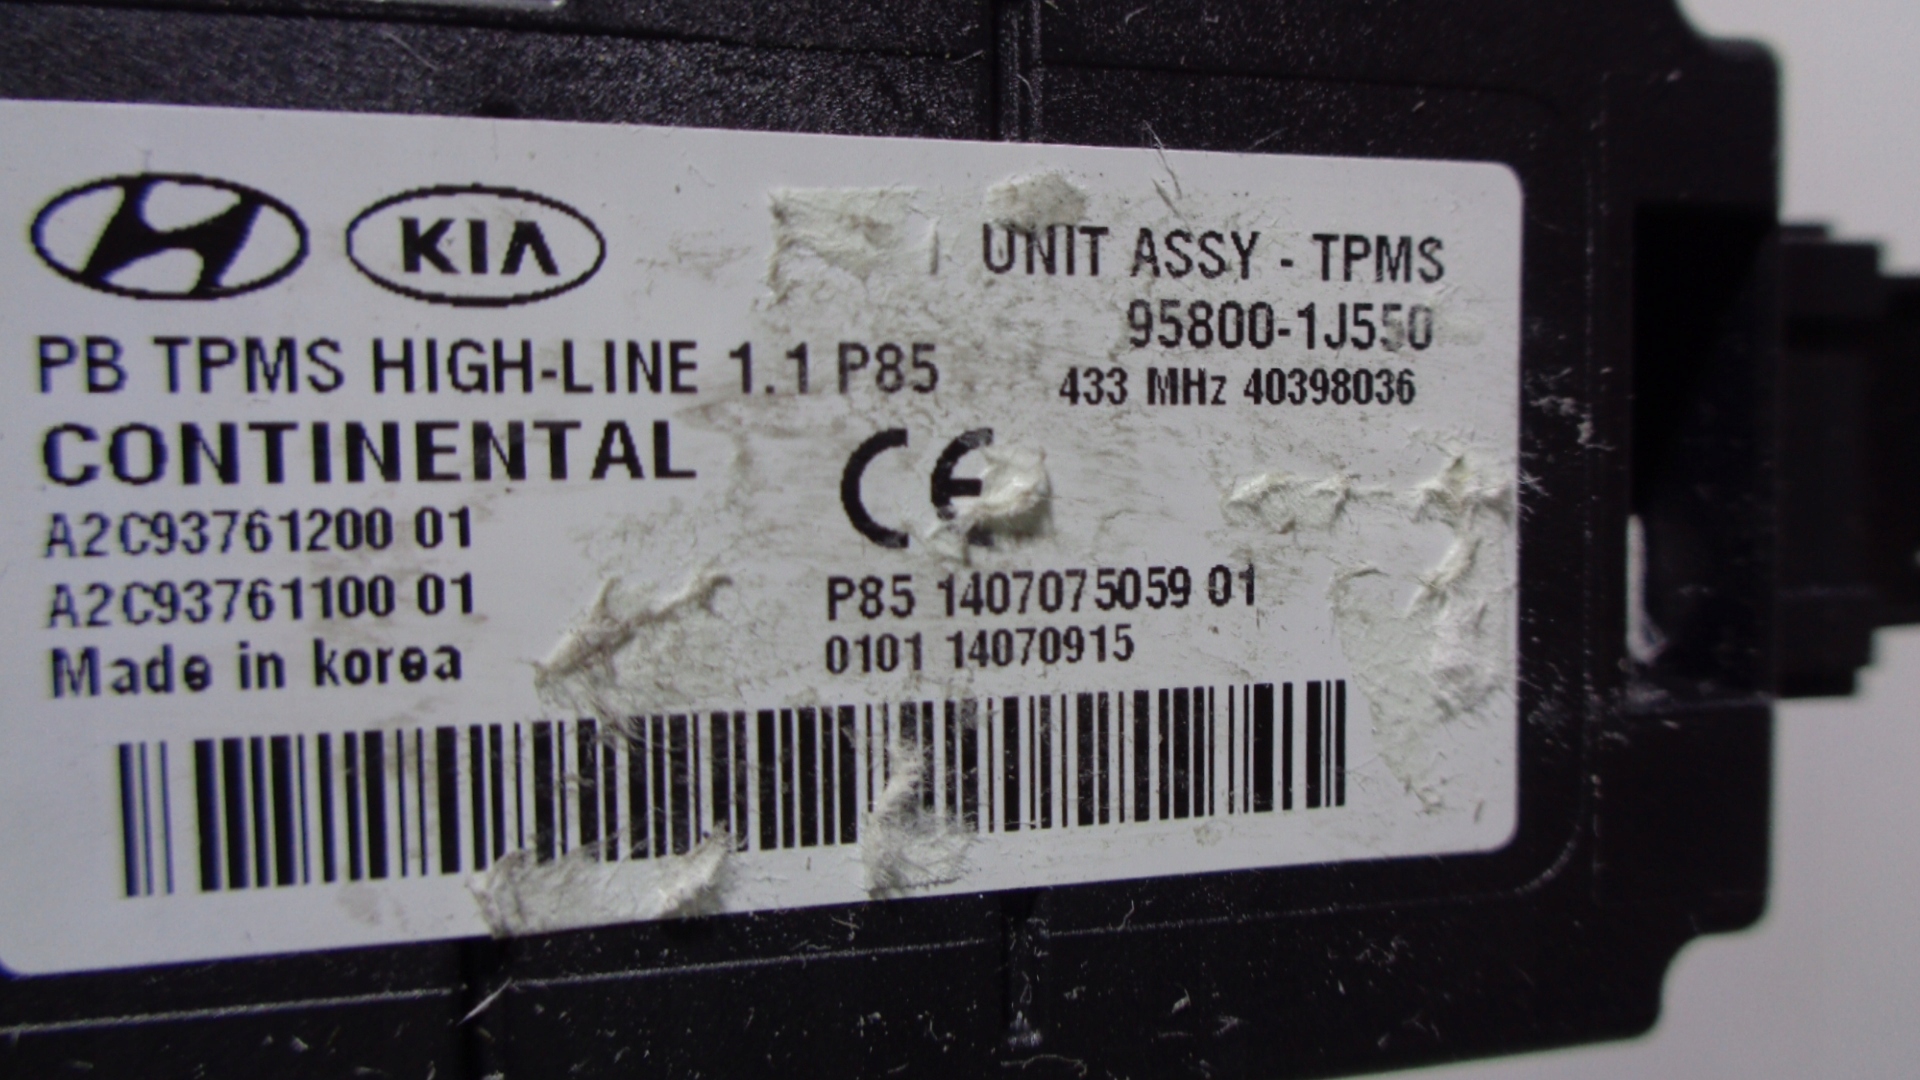 KIA
UNIT ASSY - TPMS
95800-1J550
PB TPMS HIGH-LINE 1.1 P85
433 MHz 40398036
CONTINENTAL
CE
A2C93761200 01
A2C93761100 01
Made in korea
P85 1407075059 01
0101 14070915